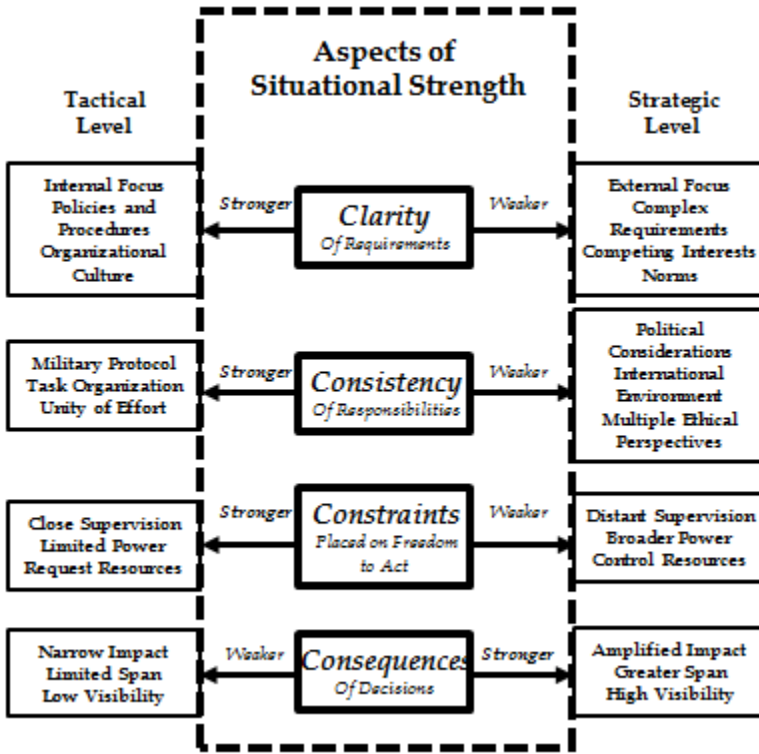 Aspects of
Situational Strength
Tactical
Level
Strategic
Level
Internal Focus
Policies and
Procedures
Organizational
Culture
Stronger
Clarity
Of Requirements
Weaker
External Focus
Complex
Requirements
Competing Interests
Norms
Military Protocol
Task Organization
Unity of Effort
Stronger
Consistency
Of Responsibilities
Weaker
Political
Considerations
International
Environment
Multiple Ethical
Perspectives
Close Supervision
Limited Power
Request Resources
Stronger
Constraints
Placed on Freedom
to Act
Weaker
Distant Supervision
Broader Power
Control Resources
Narrow Impact
Limited Span
Low Visibility
Weaker
Consequences
Of Decisions
Stronger
Amplified Impact
Greater Span
High Visibility